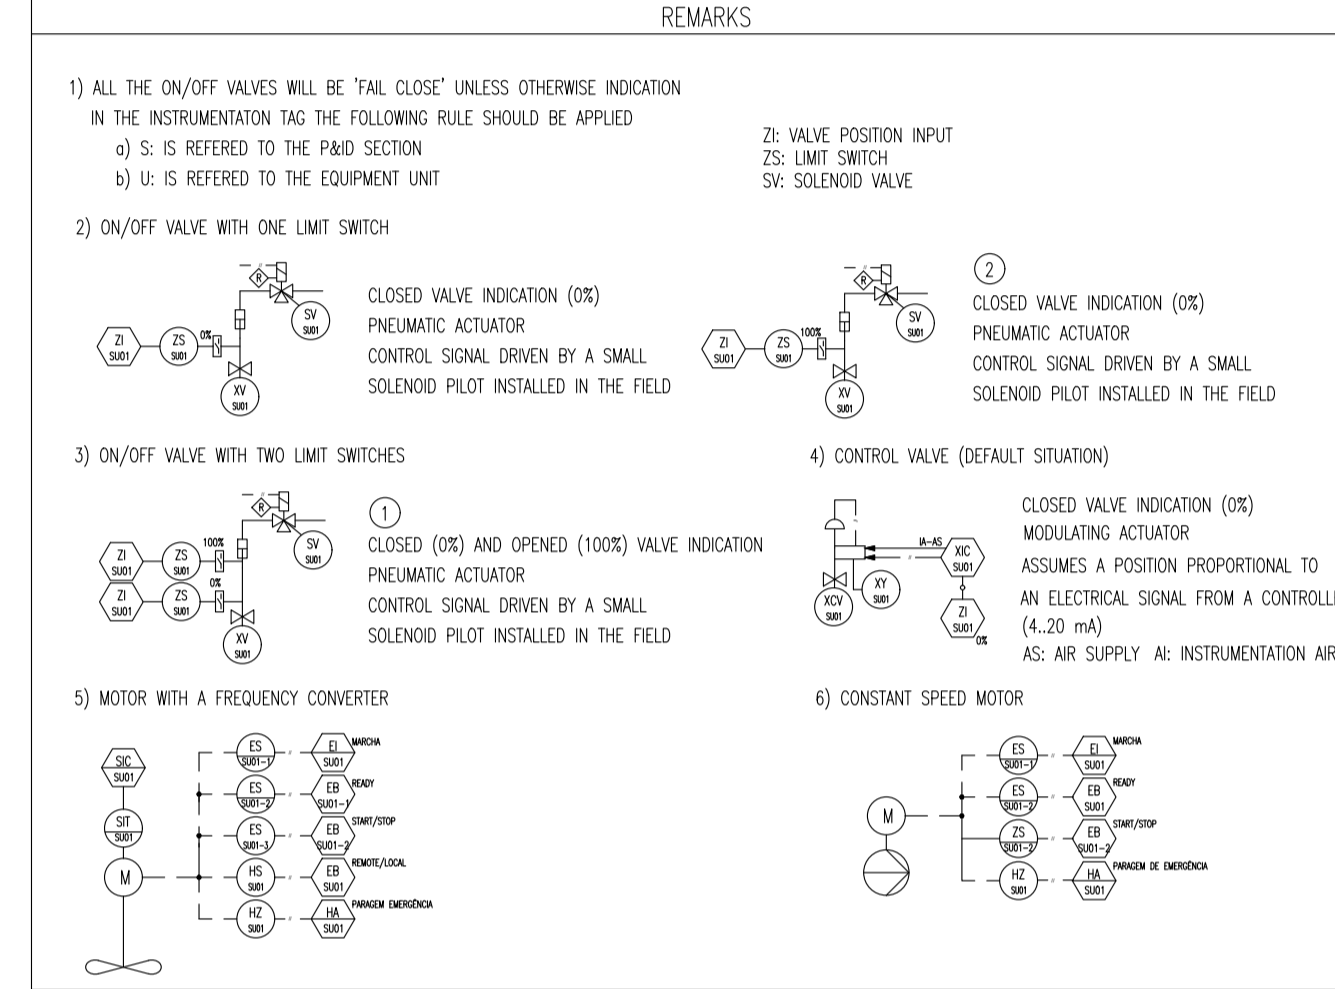 REMARKS
1) ALL THE ON/OFF VALVES WILL BE 'FAIL CLOSE' UNLESS OTHERWISE INDICATION
IN THE INSTRUMENTATON TAG THE FOLLOWING RULE SHOULD BE APPLIED
a) S: IS REFERED TO THE P&ID SECTION
b) U: IS REFERED TO THE EQUIPMENT UNIT
ZI: VALVE POSITION INPUT
ZS: LIMIT SWITCH
SV: SOLENOID VALVE
2) ON/OFF VALVE WITH ONE LIMIT SWITCH
R
SV
SU01
ZI
SU01
ZS
SU01
0%
XV
SU01
CLOSED VALVE INDICATION (0%)
PNEUMATIC ACTUATOR
CONTROL SIGNAL DRIVEN BY A SMALL
SOLENOID PILOT INSTALLED IN THE FIELD
R
SV
SU01
ZI
SU01
ZS
SU01
100%
XV
SU01
2
CLOSED VALVE INDICATION (0%)
PNEUMATIC ACTUATOR
CONTROL SIGNAL DRIVEN BY A SMALL
SOLENOID PILOT INSTALLED IN THE FIELD
3) ON/OFF VALVE WITH TWO LIMIT SWITCHES
R
SV
SU01
ZI
SU01
ZS
SU01
100%
ZI
SU01
ZS
SU01
0%
XV
SU01
1
CLOSED (0%) AND OPENED (100%) VALVE INDICATION
PNEUMATIC ACTUATOR
CONTROL SIGNAL DRIVEN BY A SMALL
SOLENOID PILOT INSTALLED IN THE FIELD
4) CONTROL VALVE (DEFAULT SITUATION)
IA-AS
XIC
SU01
XY
SU01
XCV
SU01
ZI
SU01
0%
CLOSED VALVE INDICATION (0%)
MODULATING ACTUATOR
ASSUMES A POSITION PROPORTIONAL TO
AN ELECTRICAL SIGNAL FROM A CONTROLL
(4..20 mA)
AS: AIR SUPPLY AI: INSTRUMENTATION AIR
5) MOTOR WITH A FREQUENCY CONVERTER
SIC
SU01
SIT
SU01
M
ES
SU01-1
EI
SU01
MARCHA
ES
SU01-2
EB
SU01-1
READY
ES
SU01-3
EB
SU01-2
START/STOP
HS
SU01
EB
SU01
REMOTE/LOCAL
HZ
SU01
HA
SU01
PARAGEM EMERGÊNCIA
6) CONSTANT SPEED MOTOR
M
ES
SU01-1
EI
SU01
MARCHA
ES
SU01-2
EB
SU01
READY
ZS
SU01-2
EB
SU01-2
START/STOP
HZ
SU01
HA
SU01
PARAGEM DE EMERGÊNCIA